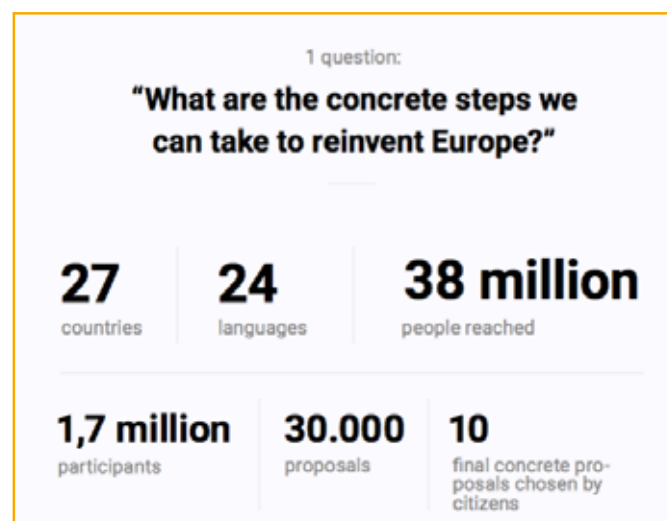 1 question:
“What are the concrete steps we
can take to reinvent Europe?“
27
countries
24
languages
38 million
people reached
1,7 million
participants
30.000
proposals
10
final concrete pro-
posals chosen by
citizens